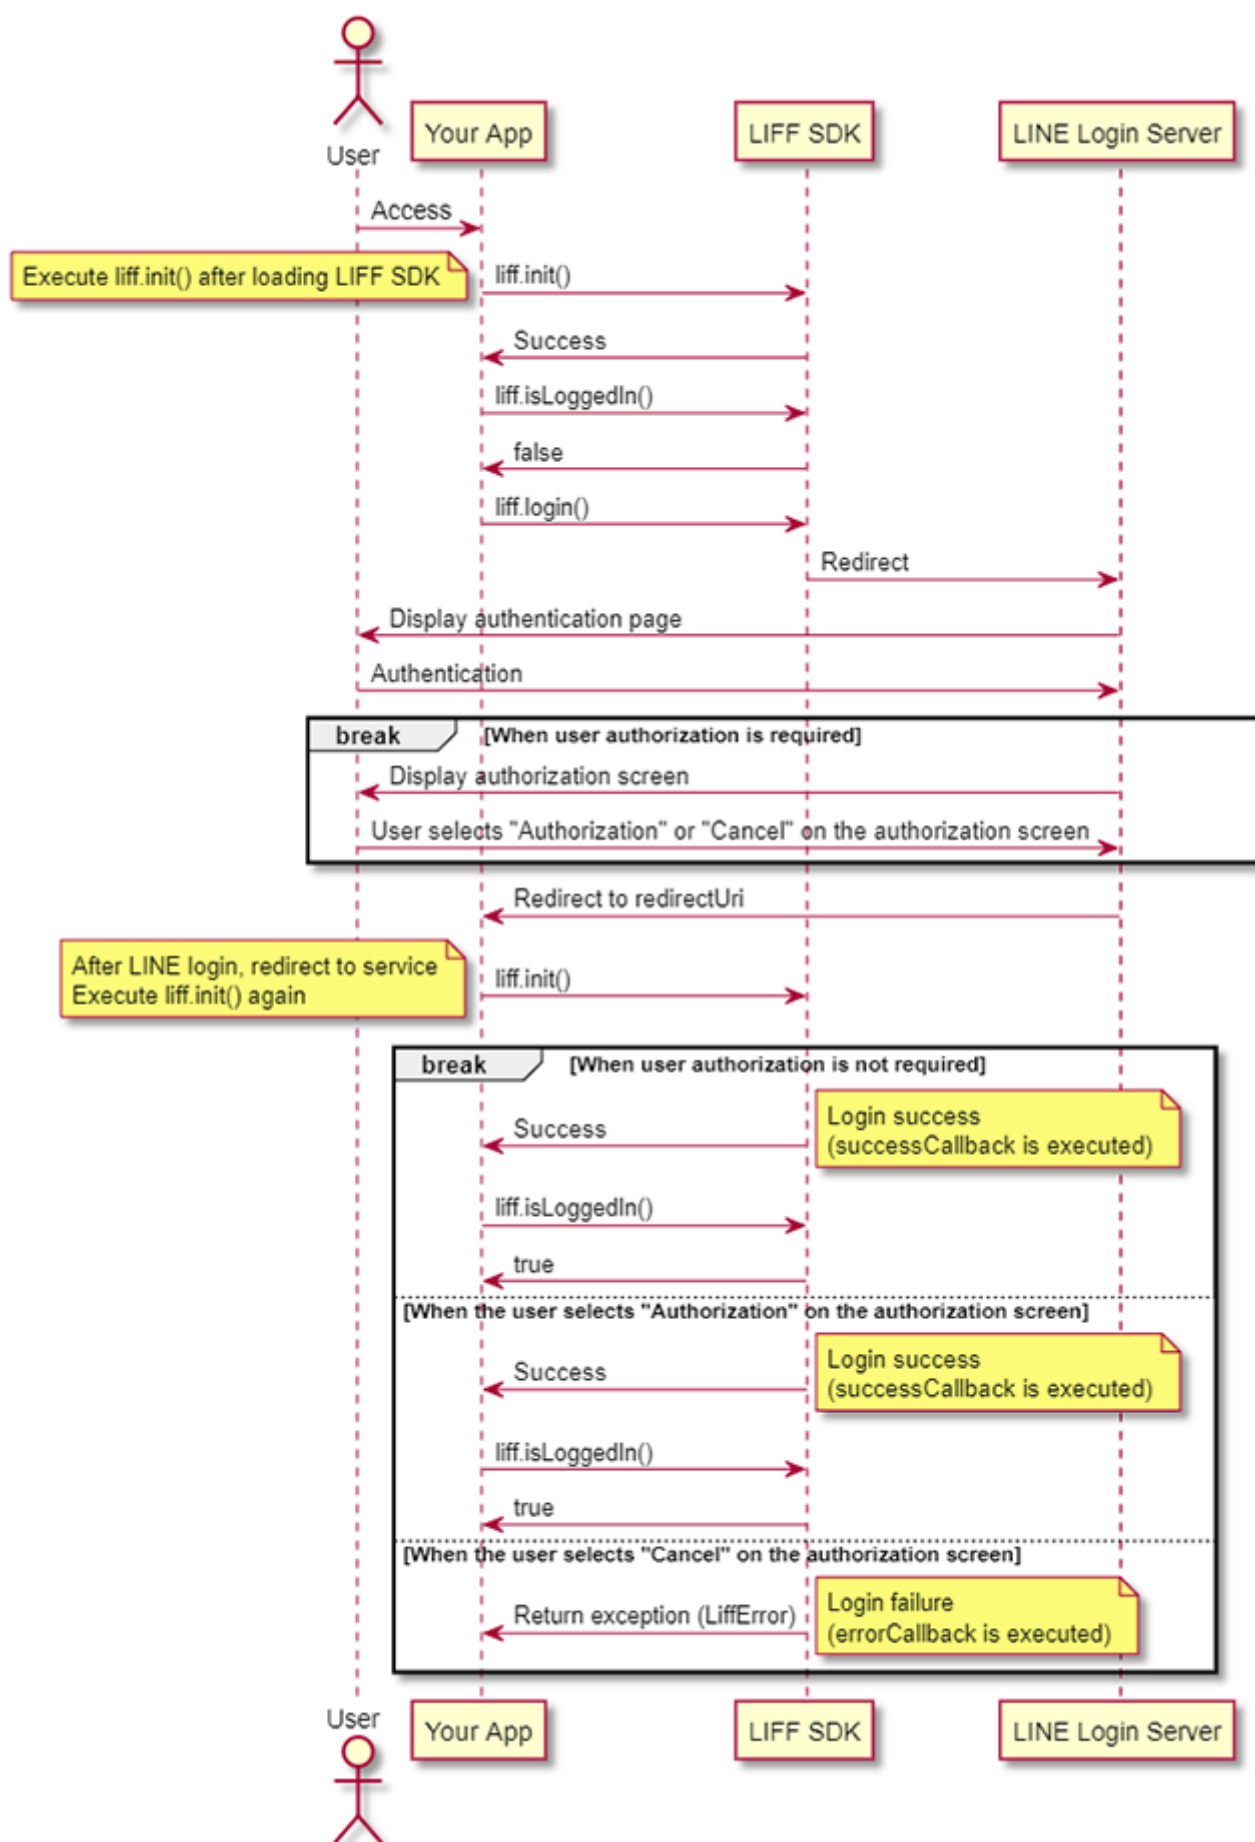 User
Your App
LIFF SDK
LINE Login Server
Access
Execute liff.init() after loading LIFF SDK
liff.init()
Success
liff.isLoggedIn()
false
liff.login()
Redirect
Display authentication page
Authentication
break
[When user authorization is required]
Display authorization screen
User selects "Authorization" or "Cancel" on the authorization screen
Redirect to redirectUri
After LINE login, redirect to service
Execute liff.init() again
liff.init()
break
[When user authorization is not required]
Success
Login success
(successCallback is executed)
liff.isLoggedIn()
true
[When the user selects "Authorization" on the authorization screen]
Success
Login success
(successCallback is executed)
liff.isLoggedIn()
true
[When the user selects "Cancel" on the authorization screen]
Return exception (LiffError)
Login failure
(errorCallback is executed)
User
Your App
LIFF SDK
LINE Login Server